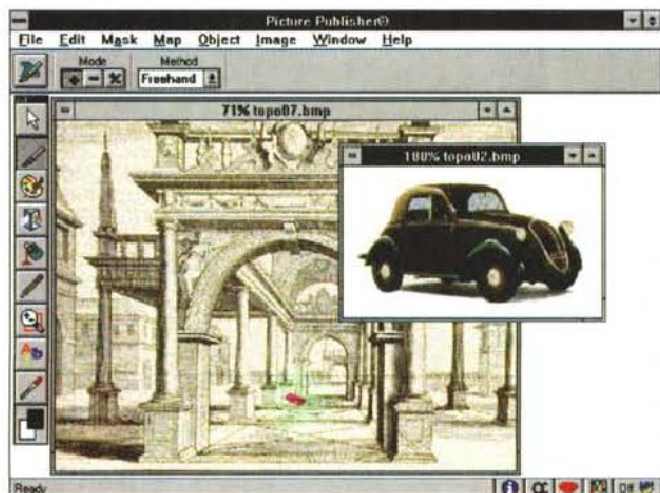 Picture Publisher®
File Edit Mask Map Object Image Window Help
Mode Method
Freehand
71% topo07.bmp
100% topo02.bmp
Ready
Off